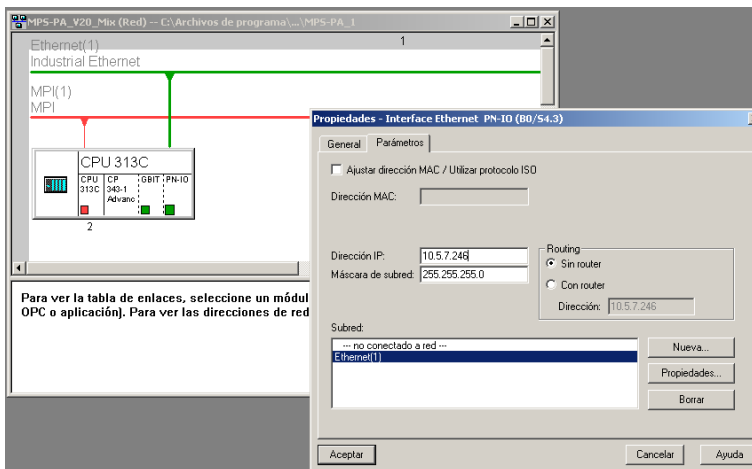 MPS-PA_V20_Mix (Red) -- C:\Archivos de programa\...\MPS-PA_1
Ethernet(1)
1
Industrial Ethernet
MPI(1)
MPI
CPU 313C
CPU 313C
CP 343-1 Advanc
GBIT
PN-IO
2
Para ver la tabla de enlaces, seleccione un módul
OPC o aplicación). Para ver las direcciones de red
Propiedades - Interface Ethernet PN-IO (B0/S4.3)
General
Parámetros
Ajustar dirección MAC / Utilizar protocolo ISO
Dirección MAC:
Dirección IP: 10.5.7.246
Máscara de subred: 255.255.255.0
Routing
Sin router
Con router
Dirección: 10.5.7.246
Subred:
--- no conectado a red ---
Ethernet(1)
Nueva...
Propiedades...
Borrar
Aceptar
Cancelar
Ayuda